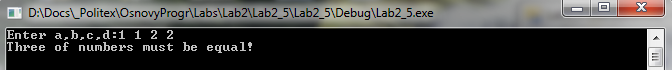 D:\Docs\_Politex\OsnovyProgr\Labs\Lab2\Lab2_5\Lab2_5\Debug\Lab2_5.exe
Enter a,b,c,d:1 1 2 2
Three of numbers must be equal!